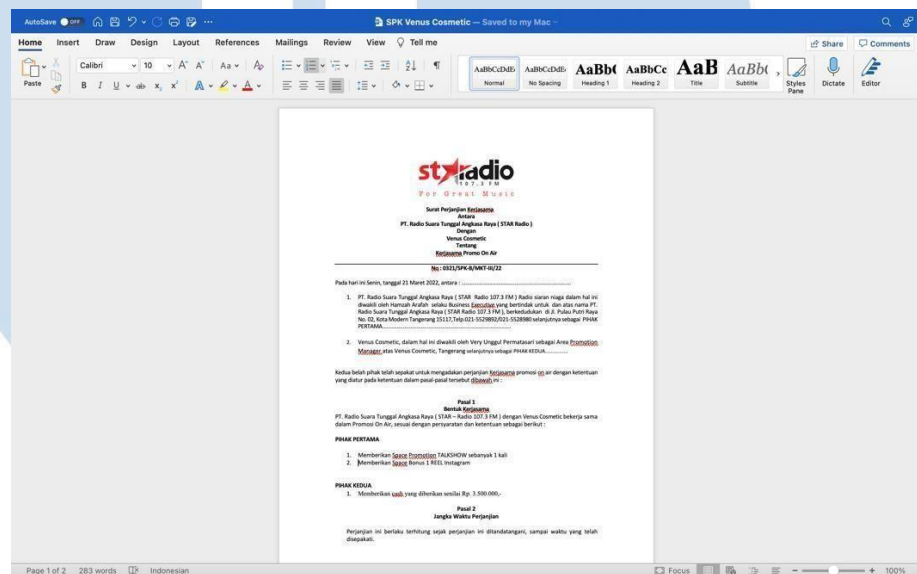 AutoSave OFF
SPK Venus Cosmetic — Saved to my Mac
Home Insert Draw Design Layout References Mailings Review View Tell me
Share Comments
Paste
Calibri 10 A A Aa A
B I U ab x₂ x² A A
AaBbCcDdEe AaBbCcDdEe AaBb( AaBbCc AaB AaBb(
Normal No Spacing Heading 1 Heading 2 Title Subtitle
Styles Pane
Dictate Editor
st radio
107.3 FM
For Great Music
Surat Perjanjian Kerjasama
Antara
PT. Radio Suara Tunggal Angkasa Raya ( STAR Radio )
Dengan
Venus Cosmetic
Tentang
Kerjasama Promo On Air
No : 0321/SPK-B/MKT-III/22
Pada hari ini Senin, tanggal 21 Maret 2022, antara : ................................................
1. PT. Radio Suara Tunggal Angkasa Raya ( STAR Radio 107.3 FM ) Radio siaran niaga dalam hal ini
diwakili oleh Hamzah Arafah selaku Business Executive yang bertindak untuk dan atas nama PT.
Radio Suara Tunggal Angkasa Raya ( STAR Radio 107.3 FM ), berkedudukan di Jl. Pulau Putri Raya
No. 02, Kota Modern Tangerang 15117,Telp.021-5529892/021-5528980 selanjutnya sebagai PIHAK
PERTAMA................................................
2. Venus Cosmetic, dalam hal ini diwakili oleh Very Unggul Permatasari sebagai Area Promotion
Manager atas Venus Cosmetic, Tangerang selanjutnya sebagai PIHAK KEDUA............
Kedua belah pihak telah sepakat untuk mengadakan perjanjian Kerjasama promosi on air dengan ketentuan
yang diatur pada ketentuan dalam pasal-pasal tersebut dibawah ini :
Pasal 1
Bentuk Kerjasama
PT. Radio Suara Tunggal Angkasa Raya ( STAR – Radio 107.3 FM ) dengan Venus Cosmetic bekerja sama
dalam Promosi On Air, sesuai dengan persyaratan dan ketentuan sebagai berikut :
PIHAK PERTAMA
1. Memberikan Space Promotion TALKSHOW sebanyak 1 kali
2. Memberikan Space Bonus 1 REEL Instagram
PIHAK KEDUA
1. Memberikan cash yang diberikan senilai Rp. 3.500.000,-
Pasal 2
Jangka Waktu Perjanjian
Perjanjian ini berlaku terhitung sejak perjanjian ini ditandatangani, sampai waktu yang telah
disepakati.
Page 1 of 2 283 words Indonesian
Focus 100%